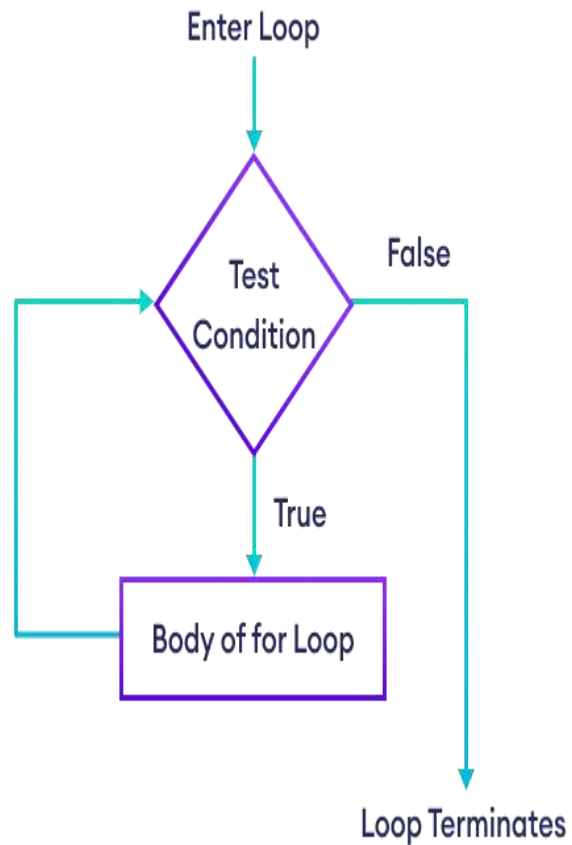 Enter Loop
False
Test
Condition
True
Body of for Loop
Loop Terminates